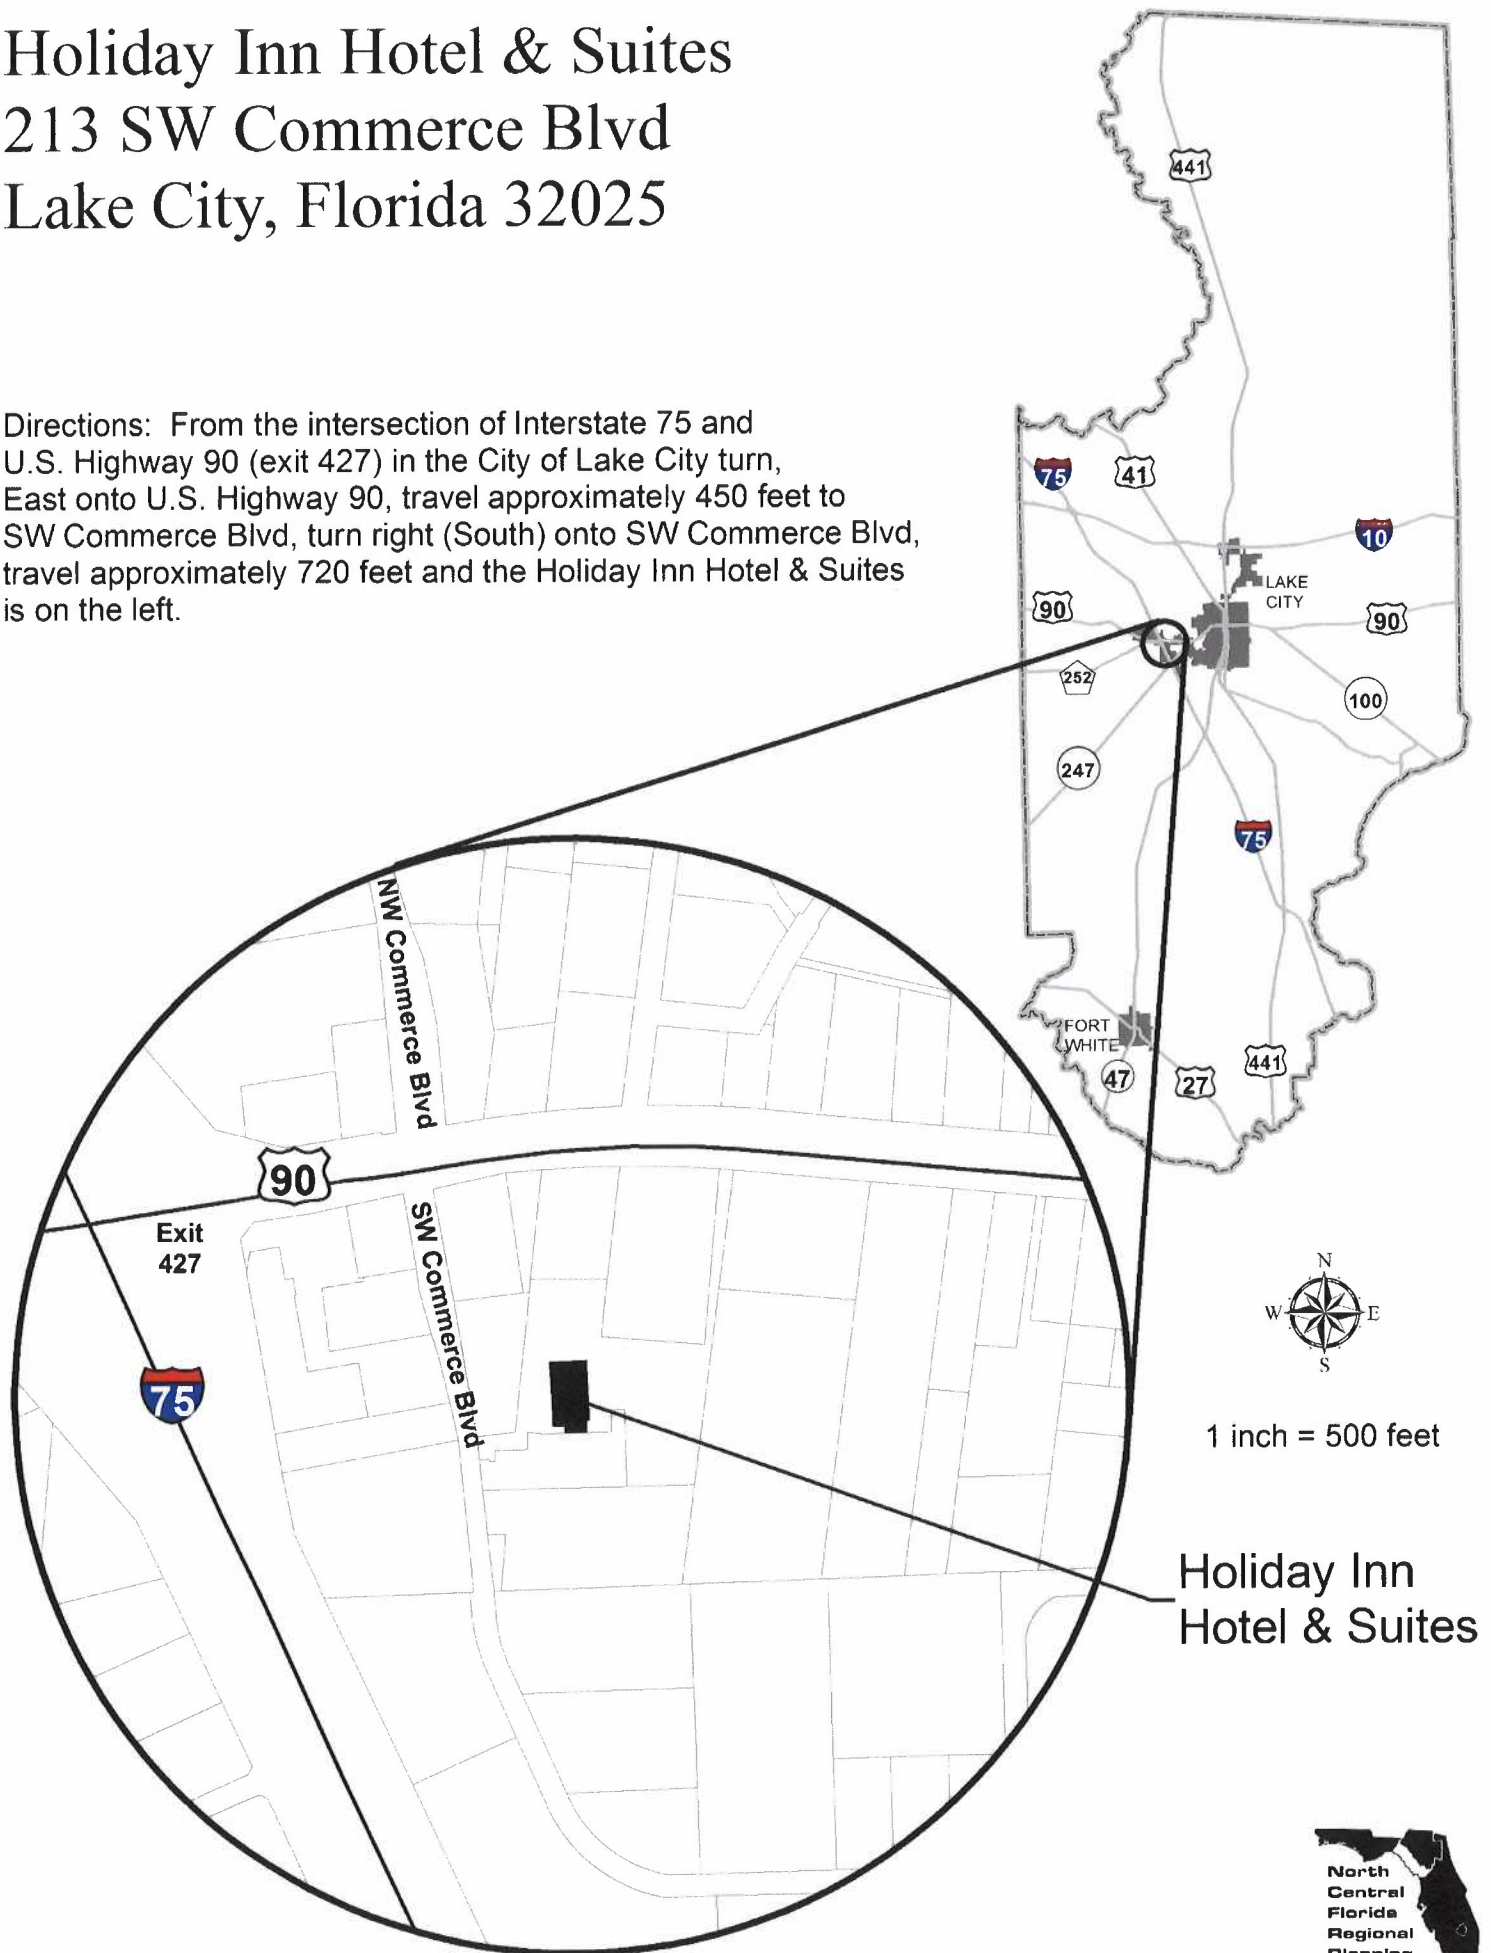 Holiday Inn Hotel & Suites
213 SW Commerce Blvd
Lake City, Florida 32025
Directions:  From the intersection of Interstate 75 and
U.S. Highway 90 (exit 427) in the City of Lake City turn,
East onto U.S. Highway 90, travel approximately 450 feet to
SW Commerce Blvd, turn right (South) onto SW Commerce Blvd,
travel approximately 720 feet and the Holiday Inn Hotel & Suites
is on the left.
441
75
41
10
LAKE
CITY
90
90
252
100
247
75
FORT
WHITE
47
27
441
NW Commerce Blvd
90
Exit
427
SW Commerce Blvd
75
N
W
E
S
1 inch = 500 feet
Holiday Inn
Hotel & Suites
North
Central
Florida
Regional
Planning